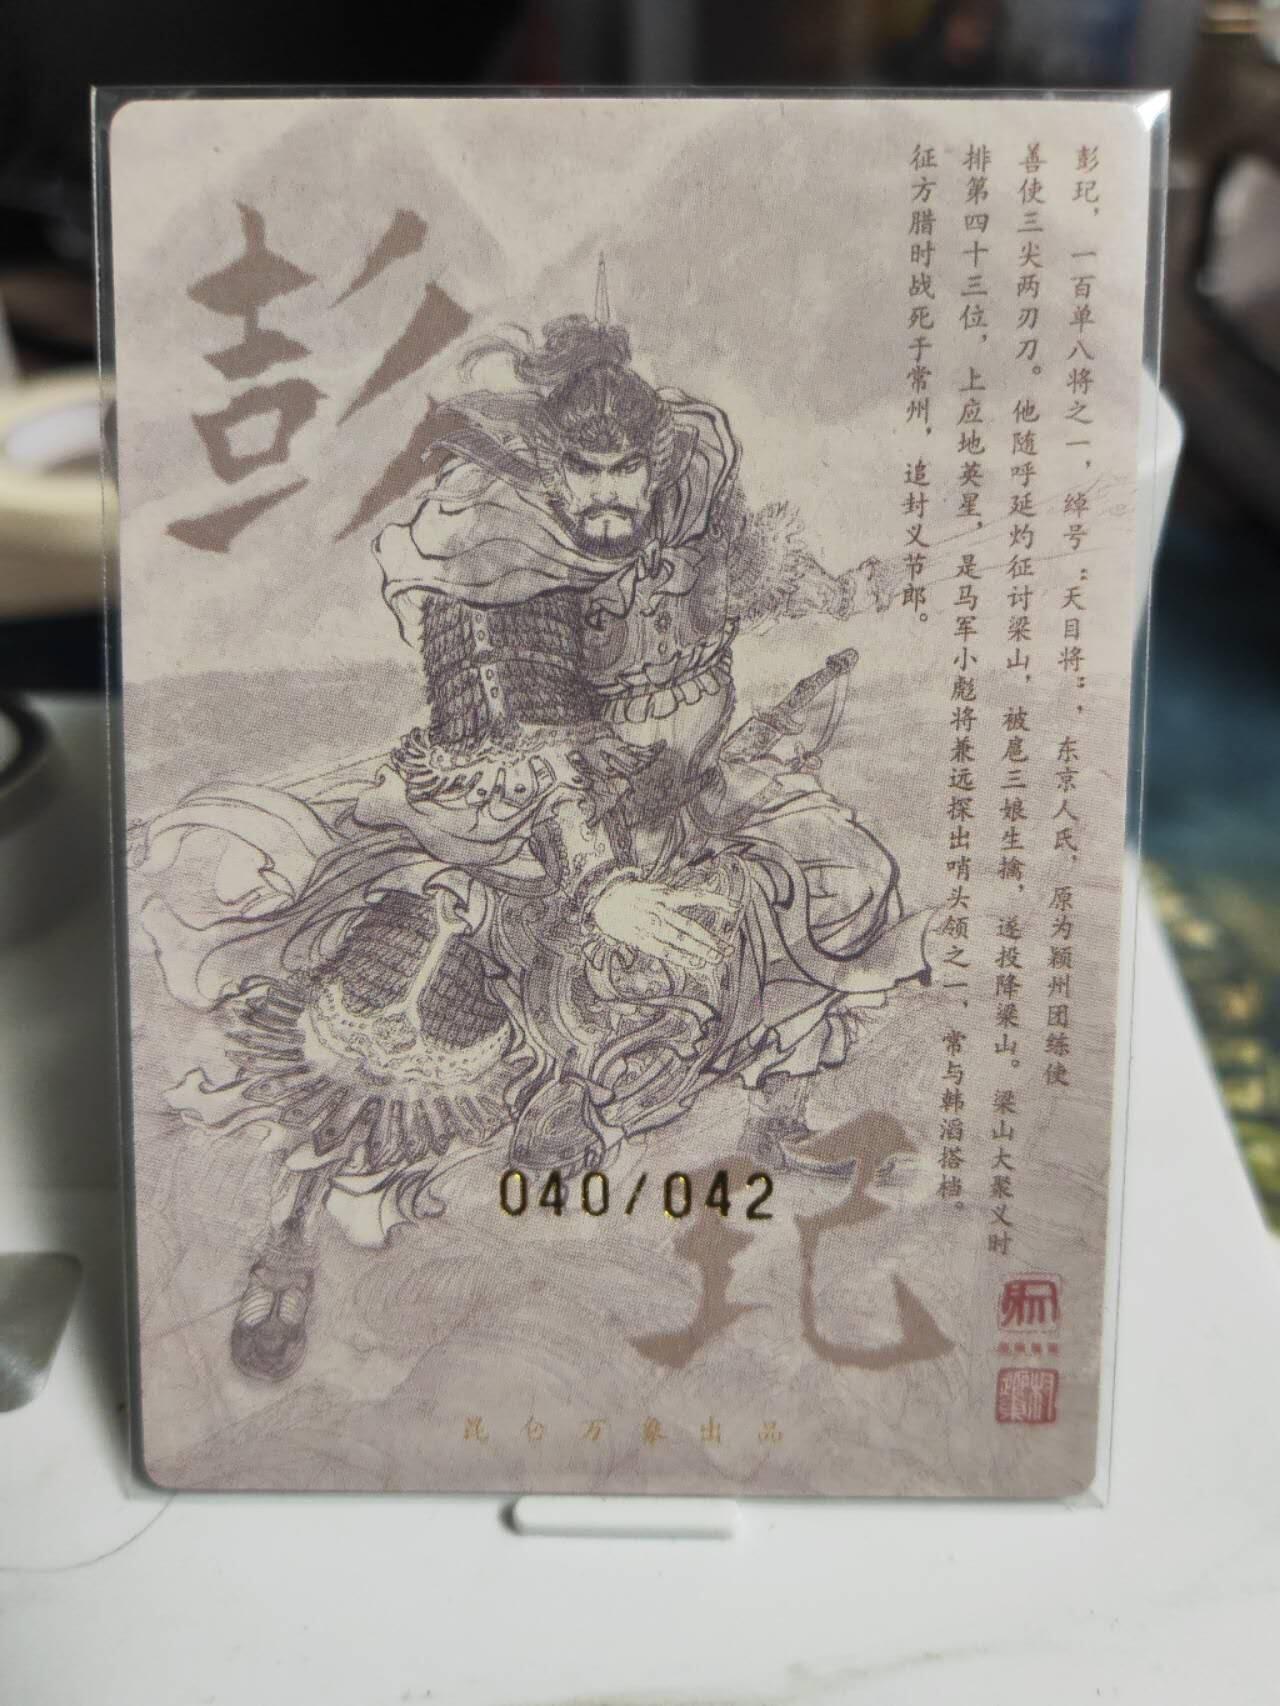 彭玘
彭玘，一百单八将之一，绰号“天目将”，东京人氏，原为颍州团练使
善使三尖两刃刀。他随呼延灼征讨梁山，被扈三娘生擒，遂投降梁山。梁山大聚义时
排第四十三位，上应地英星，是马军小彪将兼远探出哨头领之一，常与韩滔搭档。
征方腊时战死于常州，追封义节郎。
040/042
昆仑万象出品